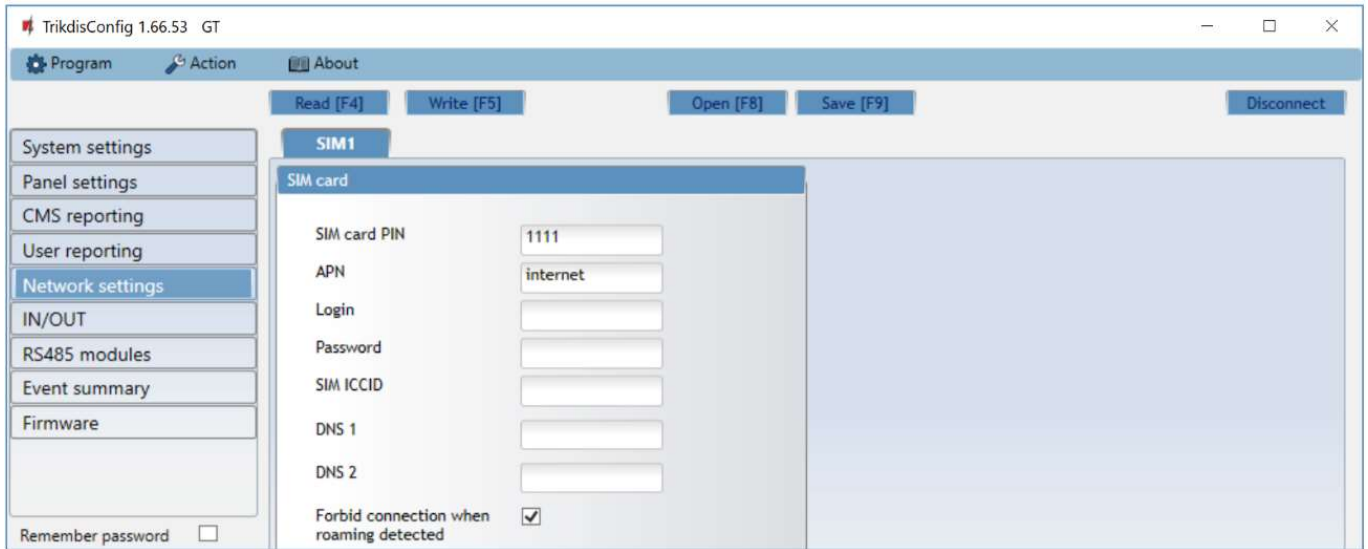 TrikdisConfig 1.66.53 GT
Program Action About
Read [F4] Write [F5] Open [F8] Save [F9] Disconnect
System settings
Panel settings
CMS reporting
User reporting
Network settings
IN/OUT
RS485 modules
Event summary
Firmware
Remember password
SIM1
SIM card
SIM card PIN 1111
APN internet
Login
Password
SIM ICCID
DNS 1
DNS 2
Forbid connection when
roaming detected